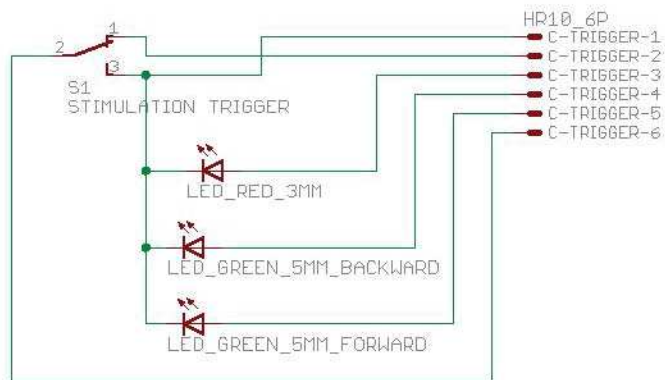 HR10_6P
1
C-TRIGGER-1
2
C-TRIGGER-2
3
C-TRIGGER-3
S1
C-TRIGGER-4
STIMULATION TRIGGER
C-TRIGGER-5
C-TRIGGER-6
LED_RED_3MM
LED_GREEN_5MM_BACKWARD
LED_GREEN_5MM_FORWARD